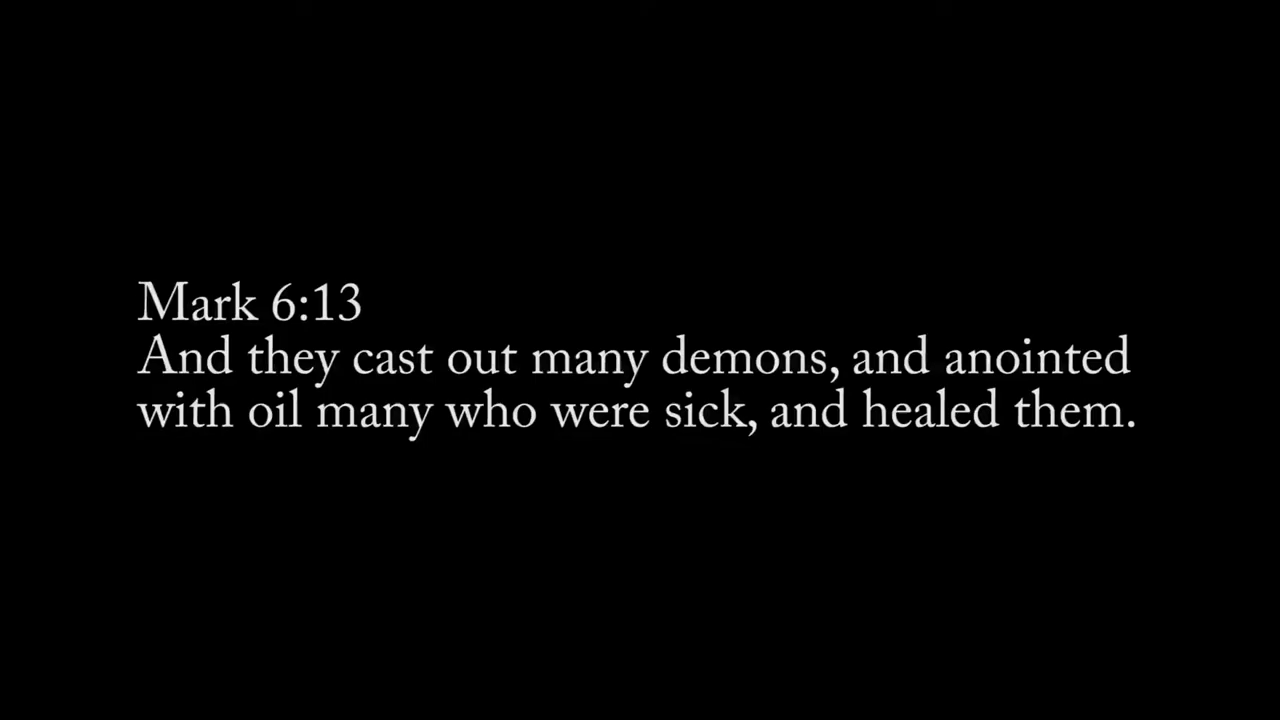 Mark 6:13
And they cast out many demons, and anointed
with oil many who were sick, and healed them.